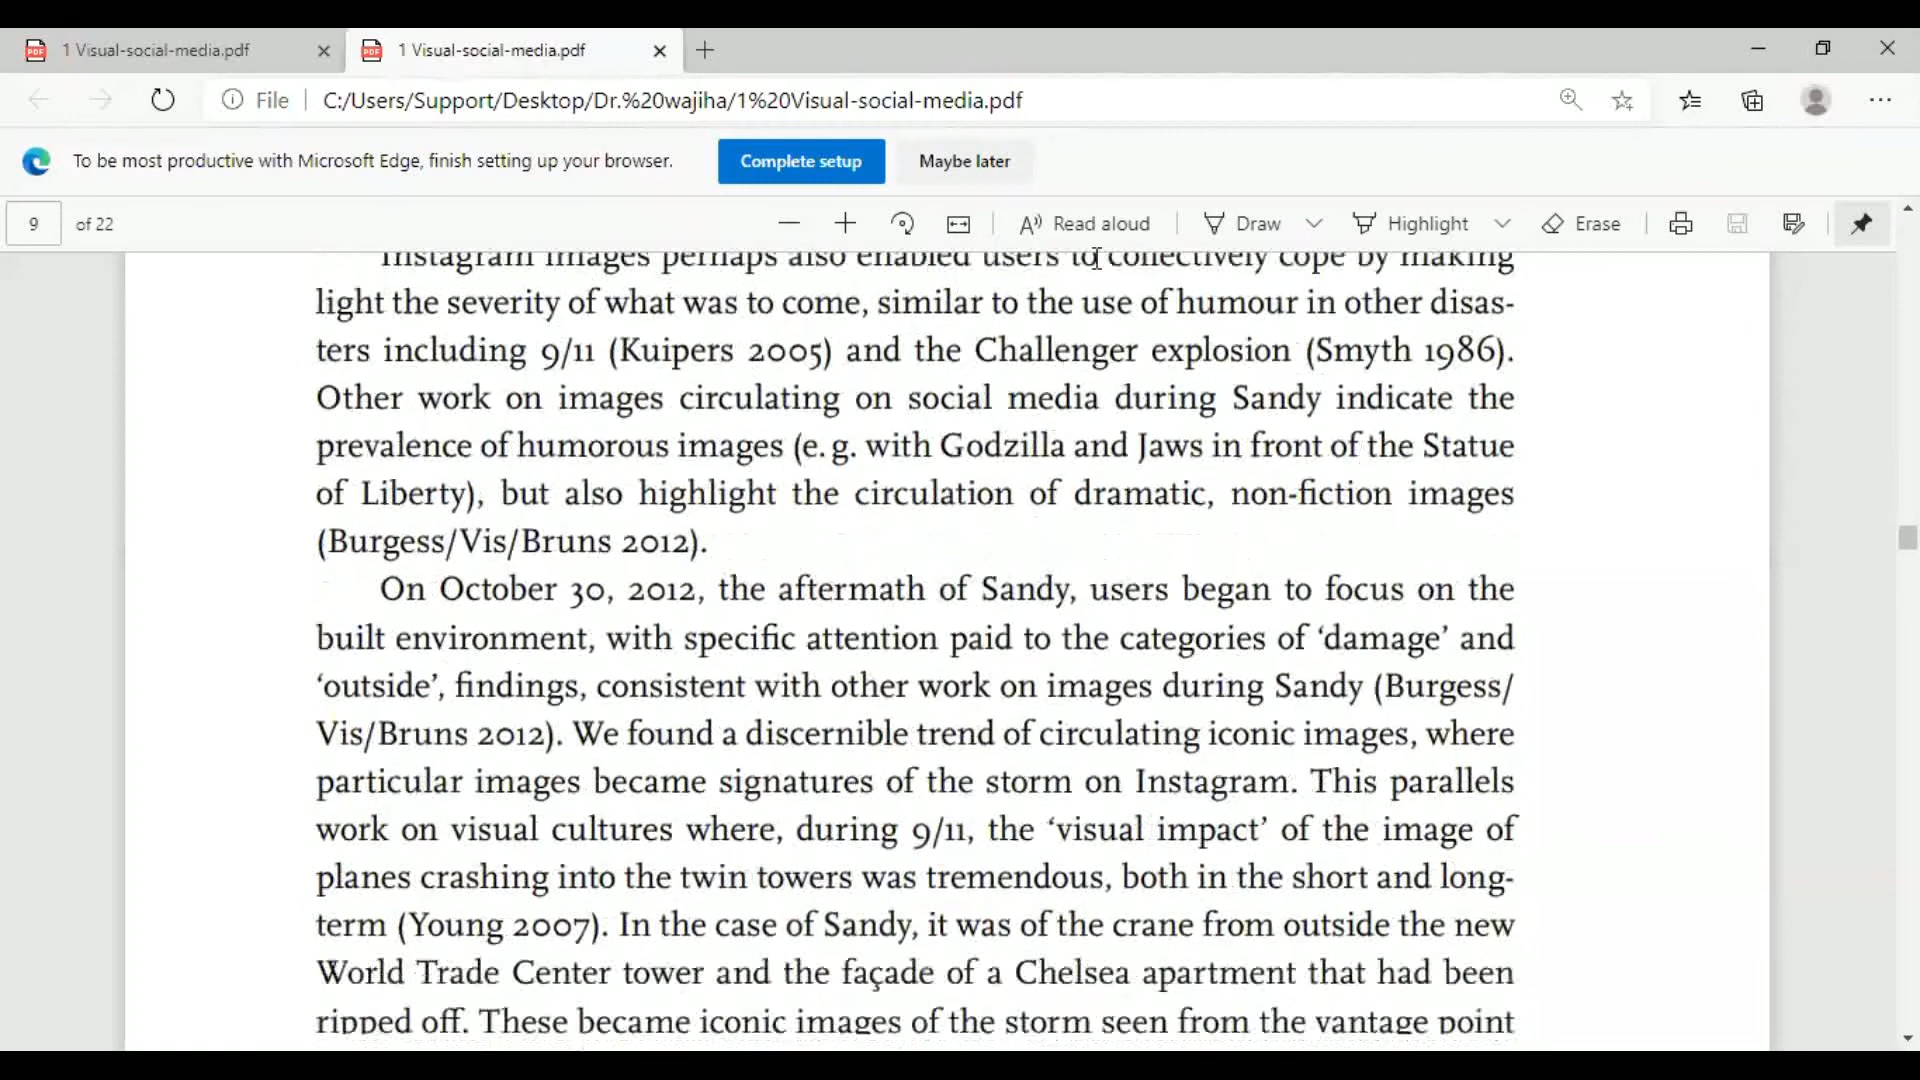 1 Visual-social-media.pdf
1 Visual-social-media.pdf
File
C:/Users/Support/Desktop/Dr.%20wajiha/1%20Visual-social-media.pdf
To be most productive with Microsoft Edge, finish setting up your browser.
Complete setup
Maybe later
9 of 22
Read aloud
Draw
Highlight
Erase
Instagram images perhaps also enabled users to collectively cope by making
light the severity of what was to come, similar to the use of humour in other disas-
ters including 9/11 (Kuipers 2005) and the Challenger explosion (Smyth 1986).
Other work on images circulating on social media during Sandy indicate the
prevalence of humorous images (e. g. with Godzilla and Jaws in front of the Statue
of Liberty), but also highlight the circulation of dramatic, non-fiction images
(Burgess/Vis/Bruns 2012).
On October 30, 2012, the aftermath of Sandy, users began to focus on the
built environment, with specific attention paid to the categories of ‘damage’ and
‘outside’, findings, consistent with other work on images during Sandy (Burgess/
Vis/Bruns 2012). We found a discernible trend of circulating iconic images, where
particular images became signatures of the storm on Instagram. This parallels
work on visual cultures where, during 9/11, the ‘visual impact’ of the image of
planes crashing into the twin towers was tremendous, both in the short and long-
term (Young 2007). In the case of Sandy, it was of the crane from outside the new
World Trade Center tower and the façade of a Chelsea apartment that had been
ripped off. These became iconic images of the storm seen from the vantage point